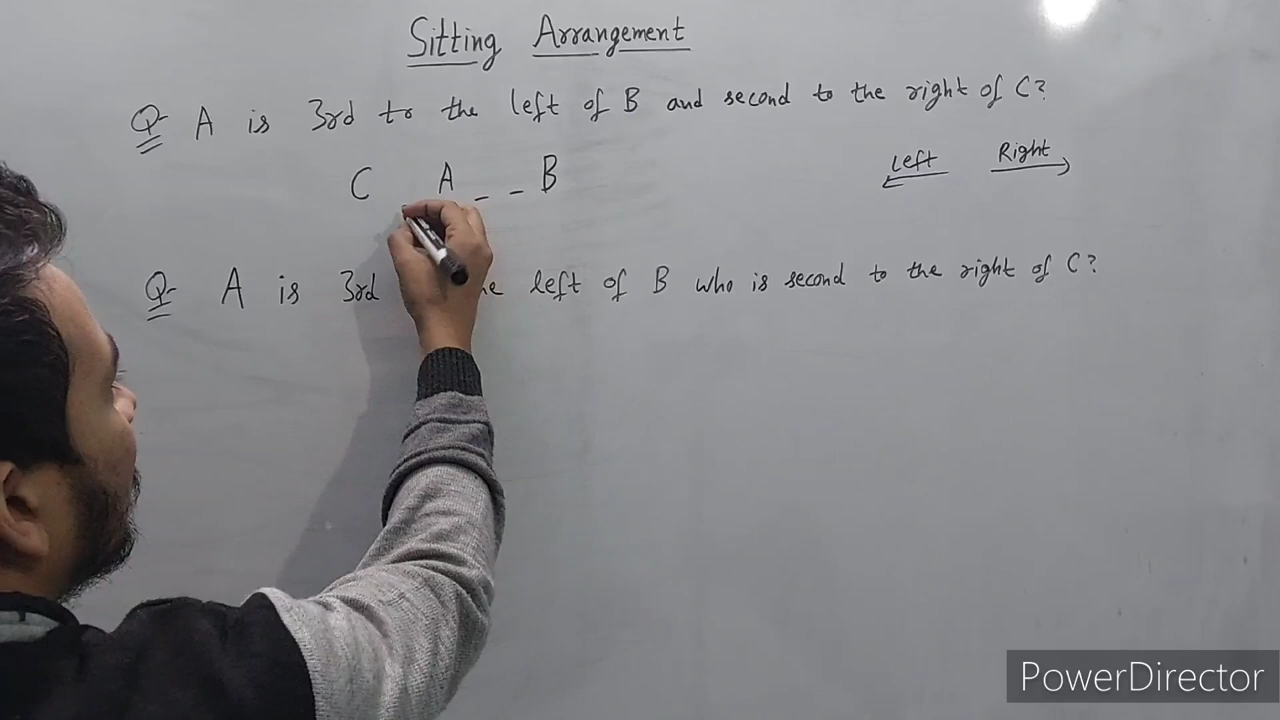 Sitting Arrangement
Q A is 3rd to the left of B and second to the right of C?
Left Right
C A _ _ B
Q A is 3rd left of B who is second to the right of C?
PowerDirector